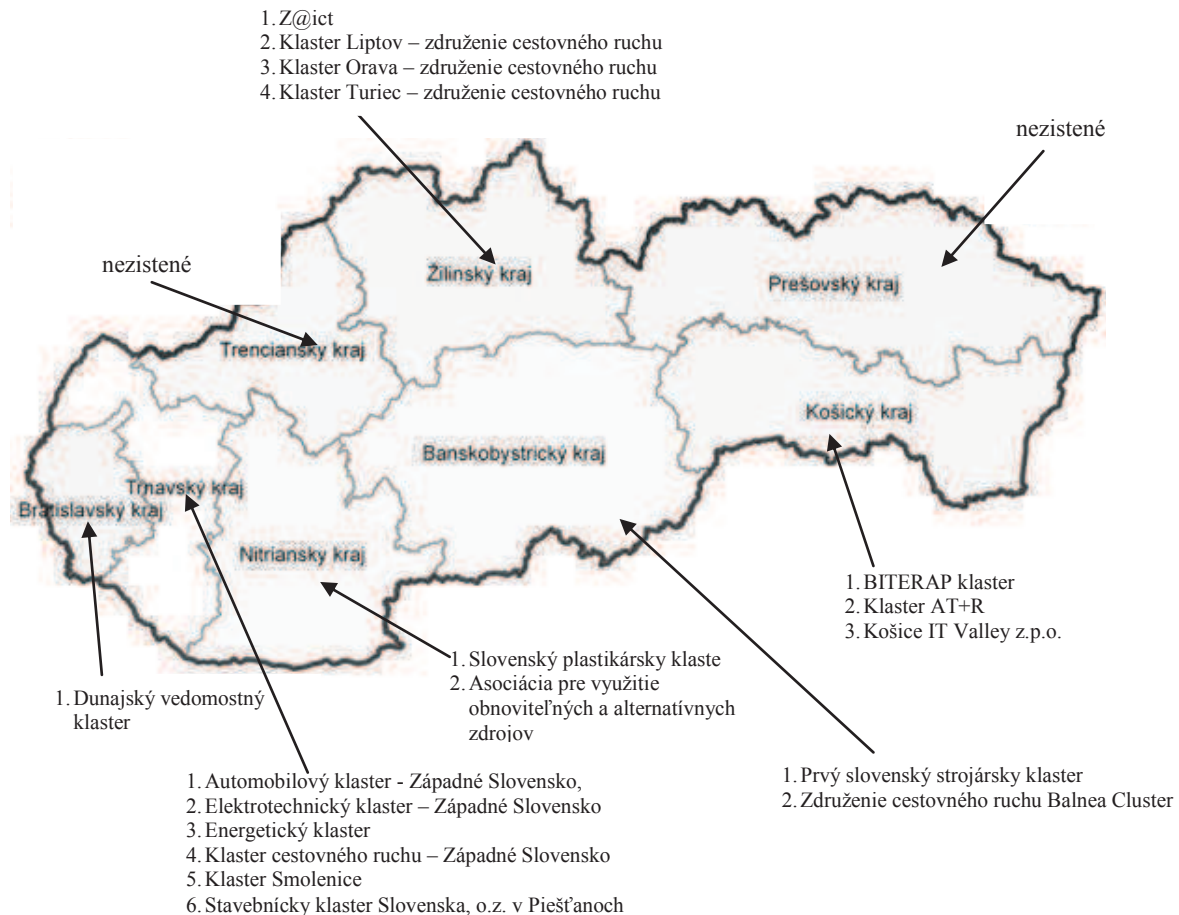 1. Z@ict
2. Klaster Liptov – združenie cestovného ruchu
3. Klaster Orava – združenie cestovného ruchu
4. Klaster Turiec – združenie cestovného ruchu
nezistené
nezistené
Žilinský kraj
Prešovský kraj
Trenciansky kraj
Košický kraj
Banskobystrický kraj
Trnavský kraj
Bratislavský kraj
Nitriansky kraj
1. BITERAP klaster
2. Klaster AT+R
3. Košice IT Valley z.p.o.
1. Slovenský plastikársky klaste
2. Asociácia pre využitie
obnoviteľných a alternatívnych
zdrojov
1. Dunajský vedomostný
klaster
1. Prvý slovenský strojársky klaster
2. Združenie cestovného ruchu Balnea Cluster
1. Automobilový klaster - Západné Slovensko,
2. Elektrotechnický klaster – Západné Slovensko
3. Energetický klaster
4. Klaster cestovného ruchu – Západné Slovensko
5. Klaster Smolenice
6. Stavebnícky klaster Slovenska, o.z. v Piešťanoch